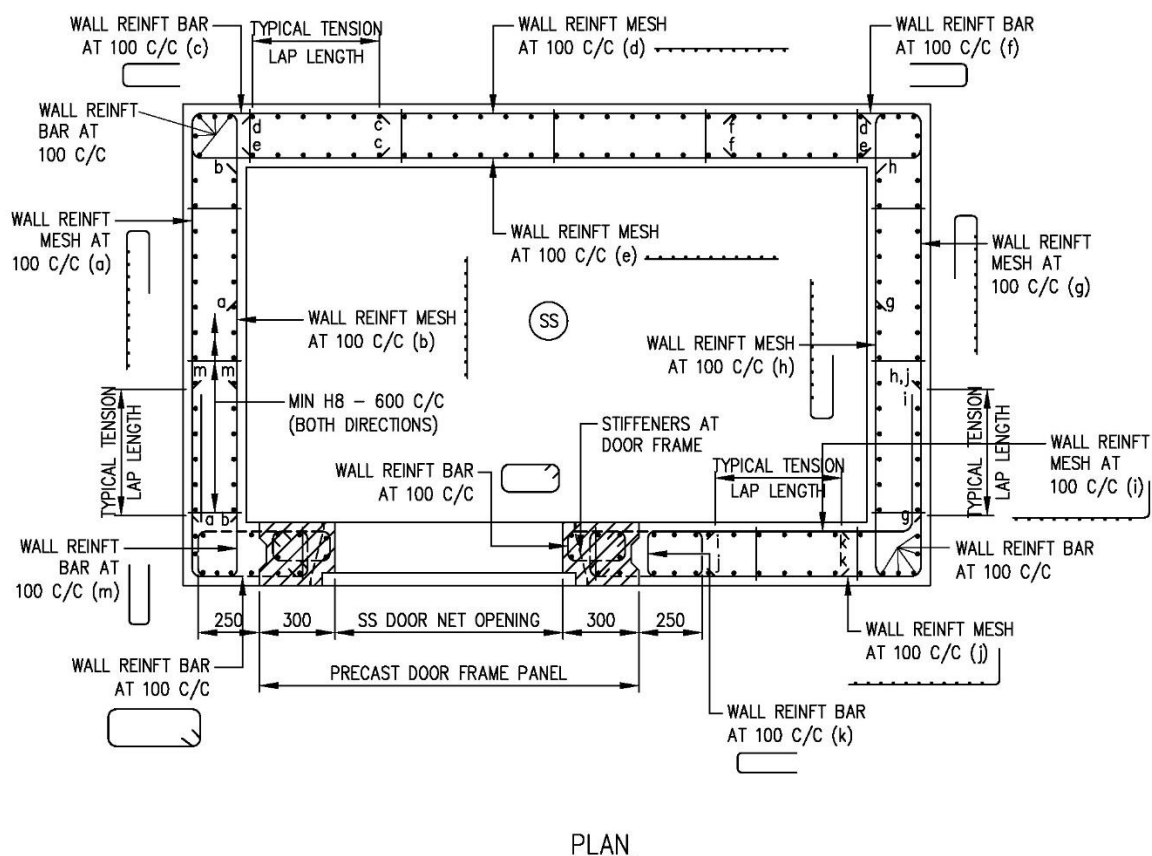 WALL REINFT BAR
AT 100 C/C (c)
TYPICAL TENSION
LAP LENGTH
WALL REINFT MESH
AT 100 C/C (d)
WALL REINFT BAR
AT 100 C/C (f)
WALL REINFT
BAR AT
100 C/C
d
e
c
c
f
f
d
e
b
h
WALL REINFT
MESH AT
100 C/C (a)
WALL REINFT MESH
AT 100 C/C (e)
WALL REINFT
MESH AT
100 C/C (g)
a
g
WALL REINFT MESH
AT 100 C/C (b)
SS
WALL REINFT MESH
AT 100 C/C (h)
m
m
h,j
i
TYPICAL TENSION
LAP LENGTH
MIN H8 – 600 C/C
(BOTH DIRECTIONS)
STIFFENERS AT
DOOR FRAME
WALL REINFT BAR
AT 100 C/C
TYPICAL TENSION
LAP LENGTH
WALL REINFT
MESH AT
100 C/C (i)
TYPICAL TENSION
LAP LENGTH
a
b
g
WALL REINFT
BAR AT
100 C/C (m)
i
j
k
k
WALL REINFT BAR
AT 100 C/C
250
300
SS DOOR NET OPENING
300
250
WALL REINFT MESH
AT 100 C/C (j)
WALL REINFT BAR
AT 100 C/C
PRECAST DOOR FRAME PANEL
WALL REINFT BAR
AT 100 C/C (k)
PLAN